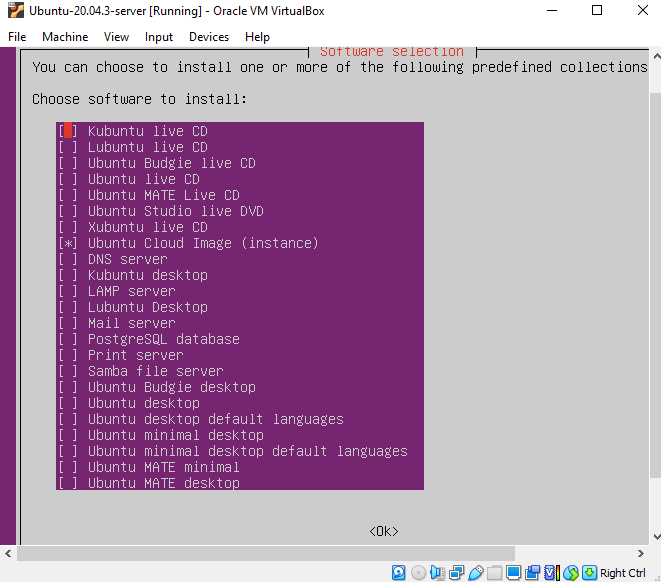 Ubuntu-20.04.3-server [Running] - Oracle VM VirtualBox
File Machine View Input Devices Help
Software selection
You can choose to install one or more of the following predefined collections
Choose software to install:
[ ] Kubuntu live CD
[ ] Lubuntu live CD
[ ] Ubuntu Budgie live CD
[ ] Ubuntu live CD
[ ] Ubuntu MATE Live CD
[ ] Ubuntu Studio live DVD
[ ] Xubuntu live CD
[*] Ubuntu Cloud Image (instance)
[ ] DNS server
[ ] Kubuntu desktop
[ ] LAMP server
[ ] Lubuntu Desktop
[ ] Mail server
[ ] PostgreSQL database
[ ] Print server
[ ] Samba file server
[ ] Ubuntu Budgie desktop
[ ] Ubuntu desktop
[ ] Ubuntu desktop default languages
[ ] Ubuntu minimal desktop
[ ] Ubuntu minimal desktop default languages
[ ] Ubuntu MATE minimal
[ ] Ubuntu MATE desktop
<Ok>
Right Ctrl